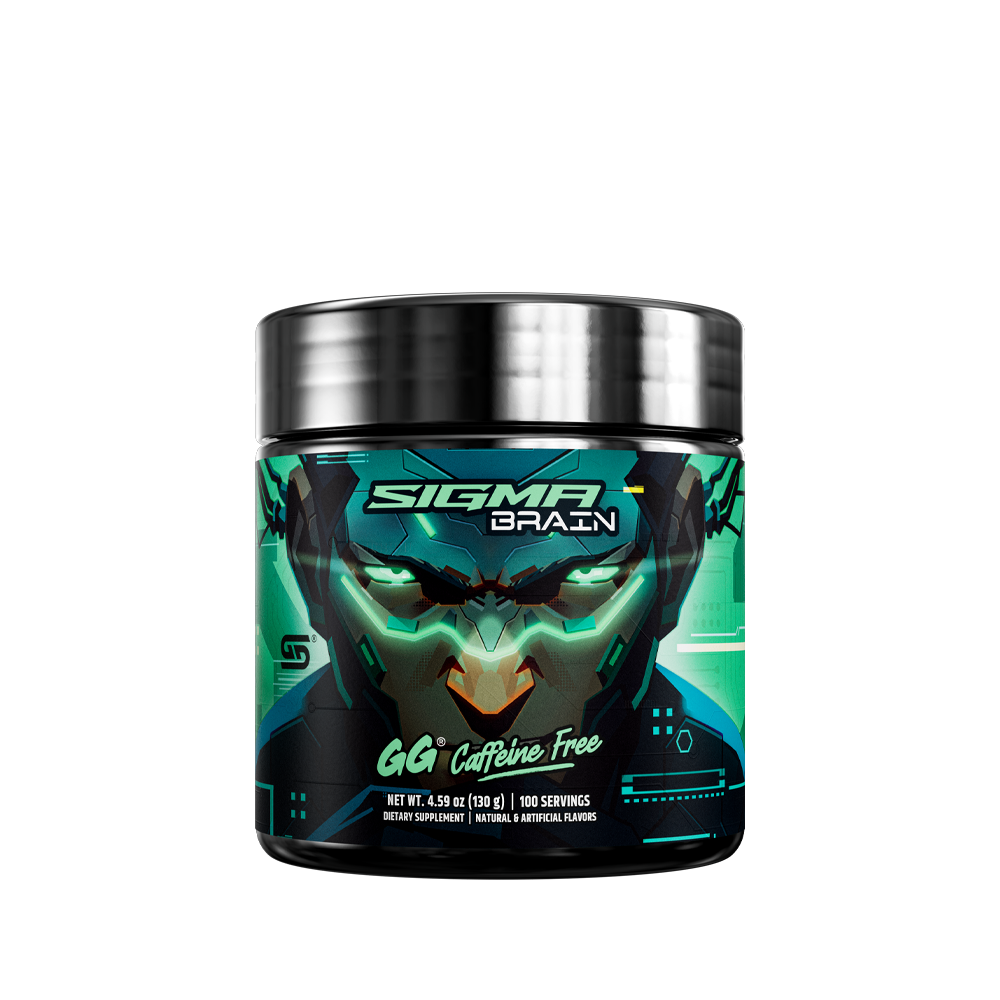 SIGMA
BRAIN
GG® Caffeine Free
NET WT. 4.59 oz (130 g) | 100 SERVINGS
DIETARY SUPPLEMENT | NATURAL & ARTIFICIAL FLAVORS